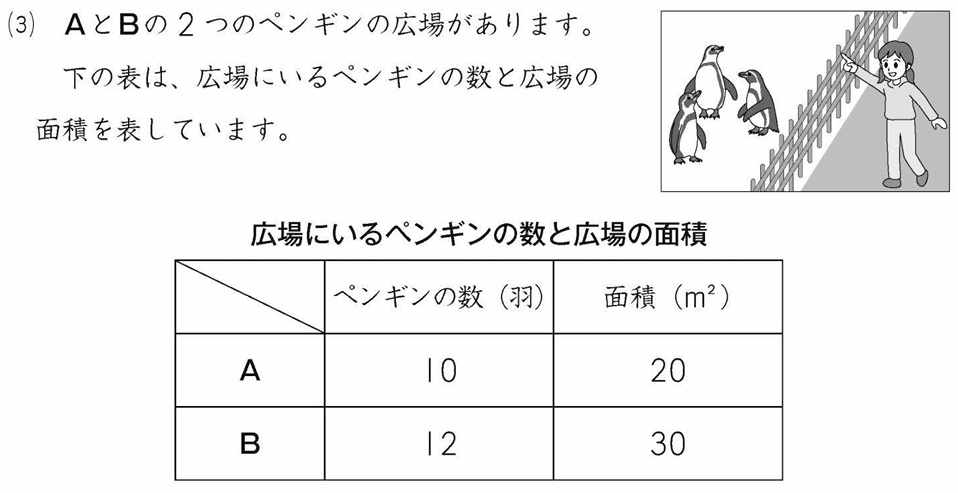 (3) AとBの2つのペンギンの広場があります。
下の表は、広場にいるペンギンの数と広場の
面積を表しています。
広場にいるペンギンの数と広場の面積
ペンギンの数(羽) 面積(m²)
A 10 20
B 12 30